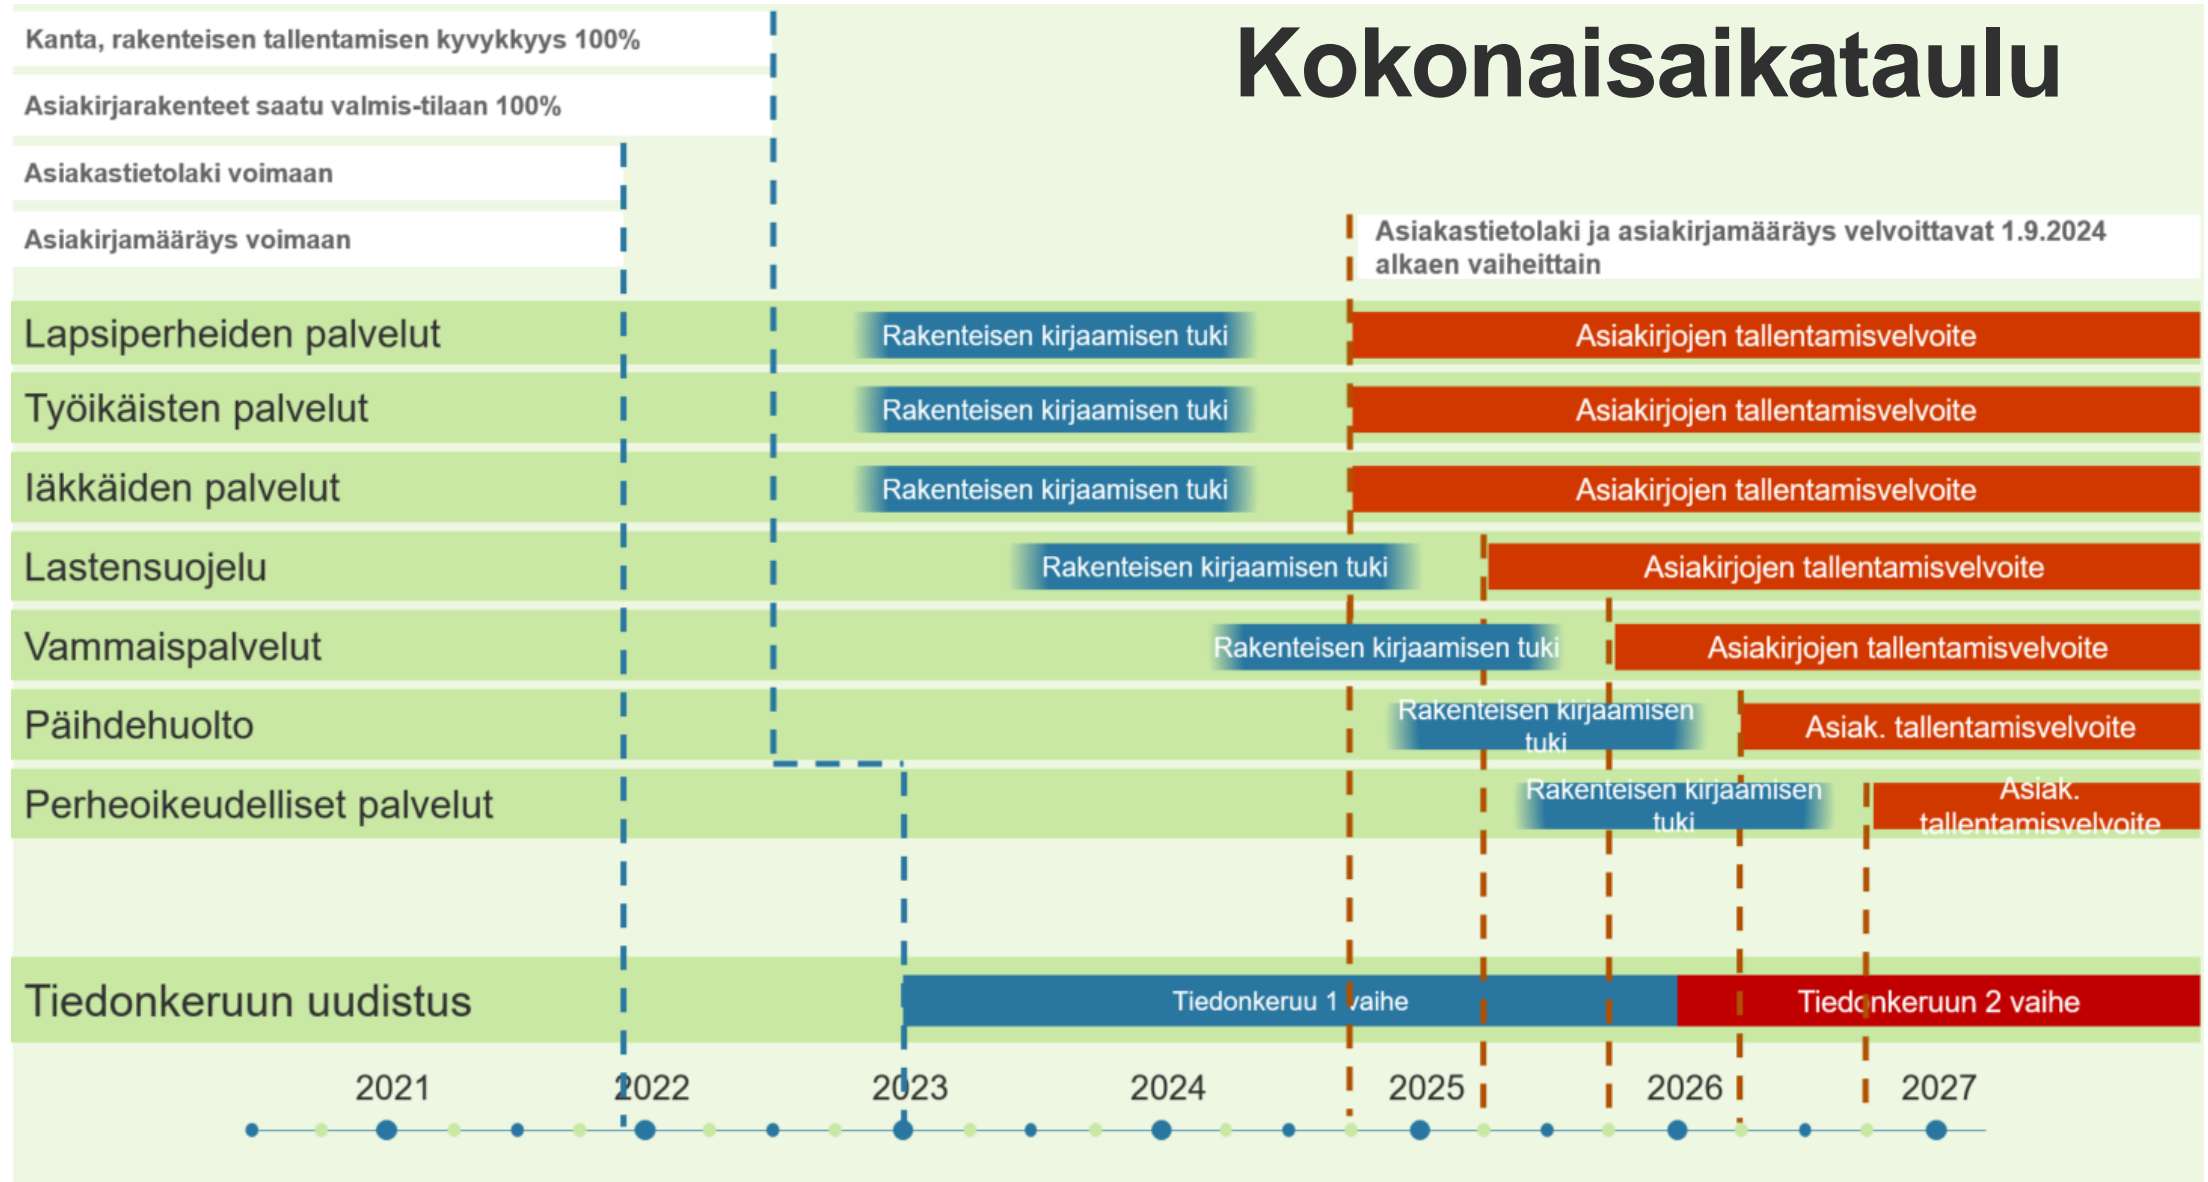 Kokonaisaikataulu
Kanta, rakenteisen tallentamisen kyvykkyys 100%
Asiakirjarakenteet saatu valmis-tilaan 100%
Asiakastietolaki voimaan
Asiakirjamääräys voimaan
Asiakastietolaki ja asiakirjamääräys velvoittavat 1.9.2024
alkaen vaiheittain
Lapsiperheiden palvelut
Rakenteisen kirjaamisen tuki
Asiakirjojen tallentamisvelvoite
Työikäisten palvelut
Rakenteisen kirjaamisen tuki
Asiakirjojen tallentamisvelvoite
Iäkkäiden palvelut
Rakenteisen kirjaamisen tuki
Asiakirjojen tallentamisvelvoite
Lastensuojelu
Rakenteisen kirjaamisen tuki
Asiakirjojen tallentamisvelvoite
Vammaispalvelut
Rakenteisen kirjaamisen tuki
Asiakirjojen tallentamisvelvoite
Päihdehuolto
Rakenteisen kirjaamisen
tuki
Asiak. tallentamisvelvoite
Perheoikeudelliset palvelut
Rakenteisen kirjaamisen
tuki
Asiak.
tallentamisvelvoite
Tiedonkeruun uudistus
Tiedonkeruu 1 vaihe
Tiedonkeruun 2 vaihe
2021 2022 2023 2024 2025 2026 2027